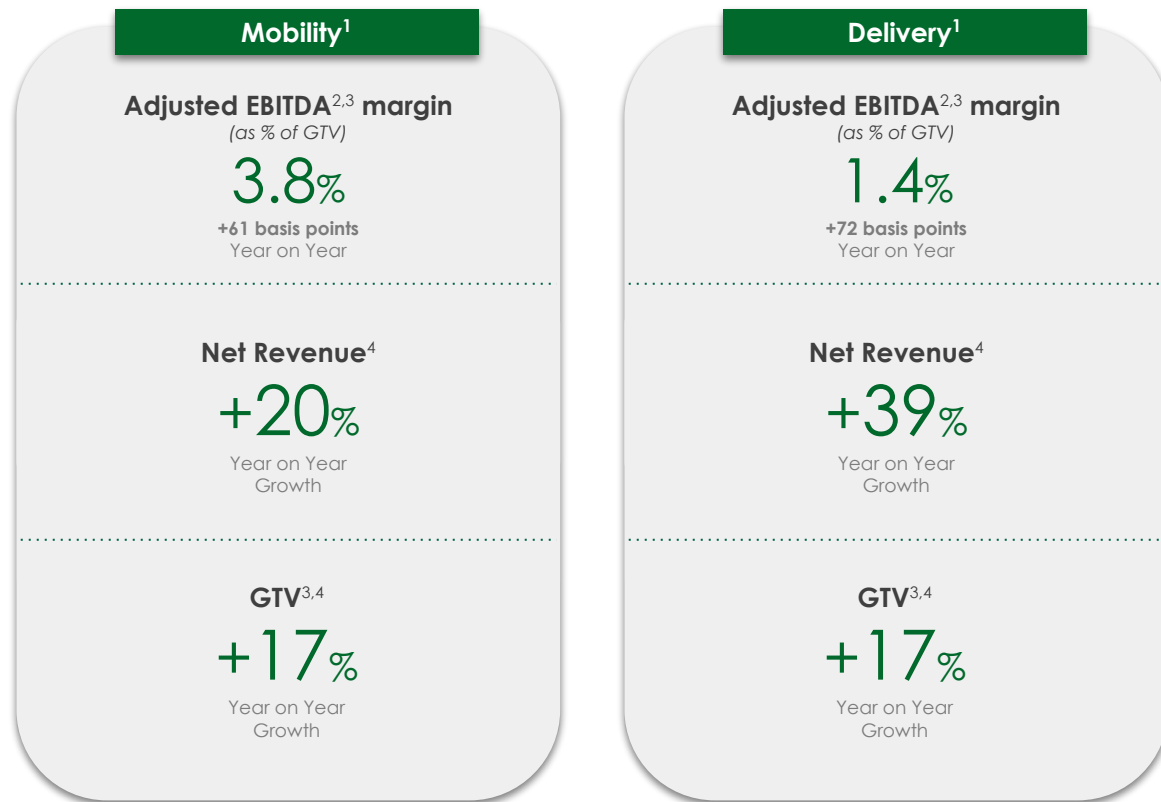 Mobility¹
Adjusted EBITDA²,³ margin
(as % of GTV)
3.8%
+61 basis points
Year on Year
Net Revenue⁴
+20%
Year on Year
Growth
GTV³,⁴
+17%
Year on Year
Growth
Delivery¹
Adjusted EBITDA²,³ margin
(as % of GTV)
1.4%
+72 basis points
Year on Year
Net Revenue⁴
+39%
Year on Year
Growth
GTV³,⁴
+17%
Year on Year
Growth